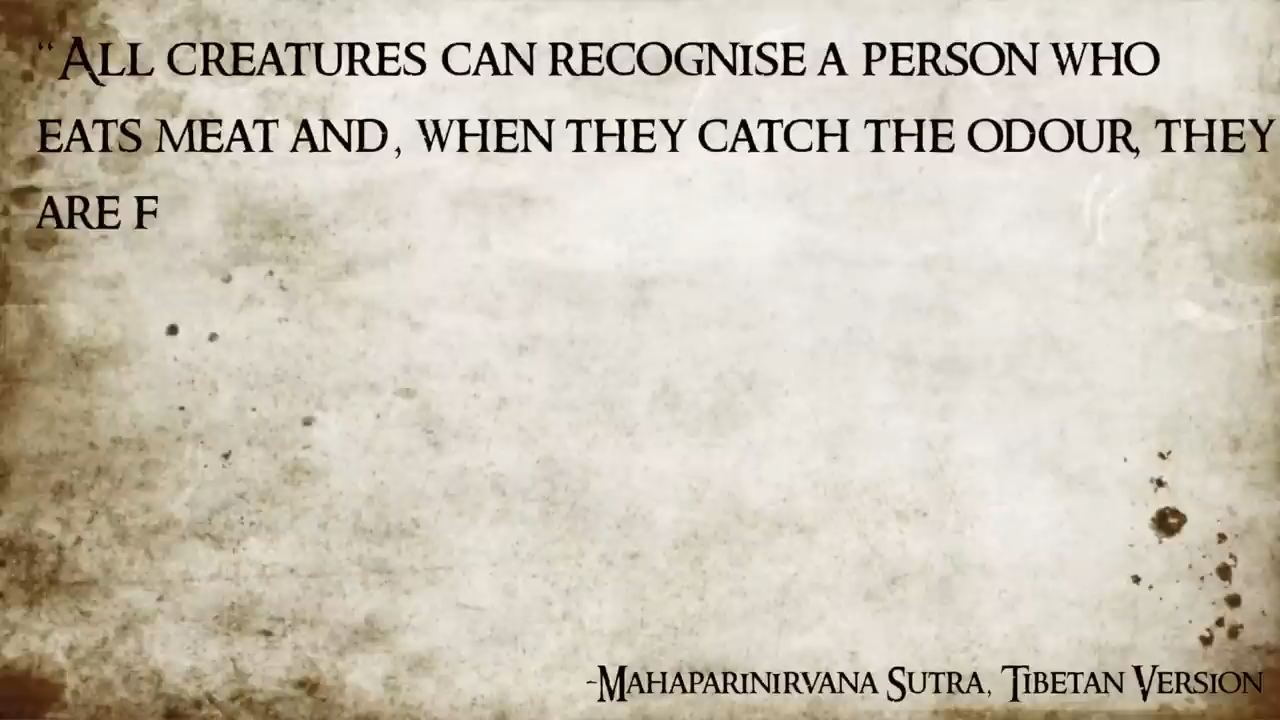 “All creatures can recognise a person who
eats meat and, when they catch the odour, they
are f
-Mahaparinirvana Sutra, Tibetan Version